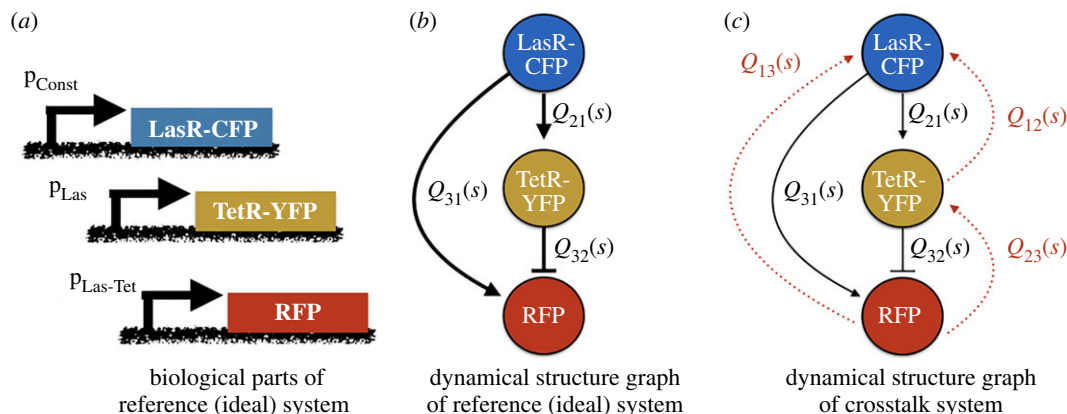 (a)
p_Const
LasR-CFP
p_Las
TetR-YFP
p_Las-Tet
RFP
biological parts of
reference (ideal) system
(b)
LasR-
CFP
Q_21(s)
TetR-
YFP
Q_31(s)
Q_32(s)
RFP
dynamical structure graph
of reference (ideal) system
(c)
LasR-
CFP
Q_13(s)
Q_21(s)
Q_12(s)
TetR-
YFP
Q_31(s)
Q_32(s)
Q_23(s)
RFP
dynamical structure graph
of crosstalk system